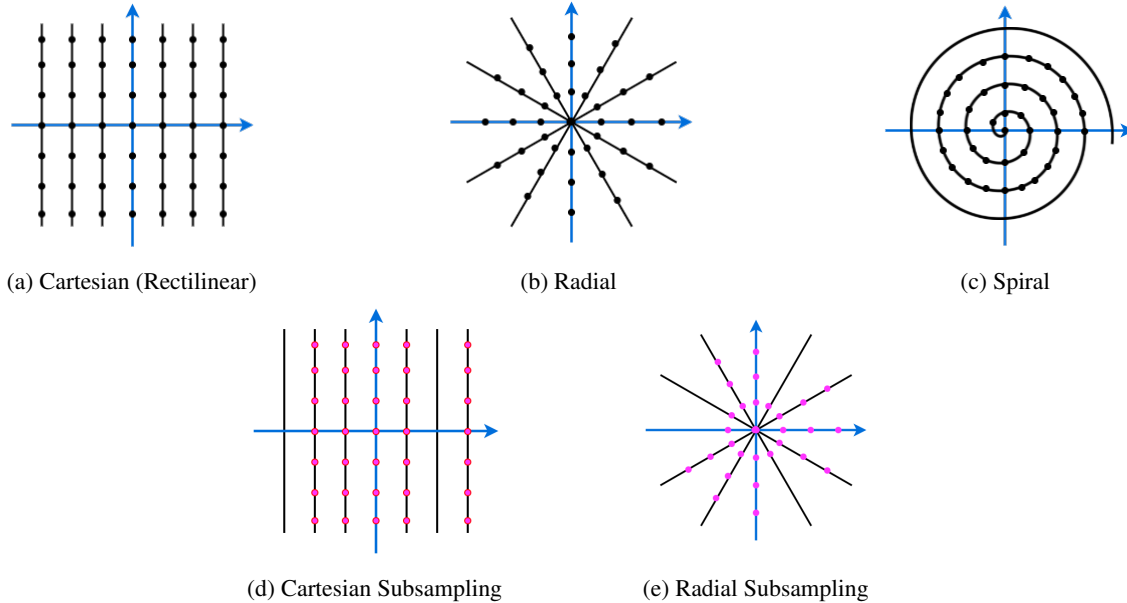 (a) Cartesian (Rectilinear)
(b) Radial
(c) Spiral
(d) Cartesian Subsampling
(e) Radial Subsampling